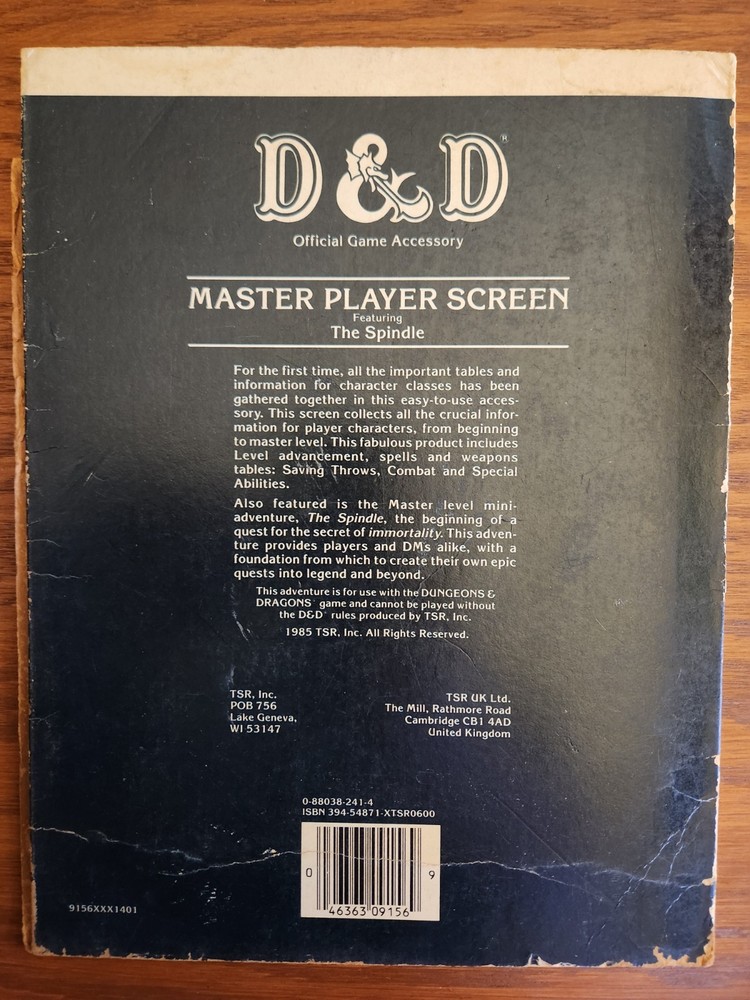 D&D®
Official Game Accessory
MASTER PLAYER SCREEN
Featuring
The Spindle
For the first time, all the important tables and
information for character classes has been
gathered together in this easy-to-use acces-
sory. This screen collects all the crucial infor-
mation for player characters, from beginning
to master level. This fabulous product includes
Level advancement, spells and weapons
tables: Saving Throws, Combat and Special
Abilities.
Also featured is the Master level mini-
adventure, The Spindle, the beginning of a
quest for the secret of immortality. This adven-
ture provides players and DMs alike, with a
foundation from which to create their own epic
quests into legend and beyond.
This adventure is for use with the DUNGEONS &
DRAGONS® game and cannot be played without
the D&D® rules produced by TSR, Inc.
1985 TSR, Inc. All Rights Reserved.
TSR, Inc.
POB 756
Lake Geneva,
WI 53147
TSR UK Ltd.
The Mill, Rathmore Road
Cambridge CB1 4AD
United Kingdom
0-88038-241-4
ISBN 394-54871-XTSR0600
0 46363 09156 9
9156XXX1401